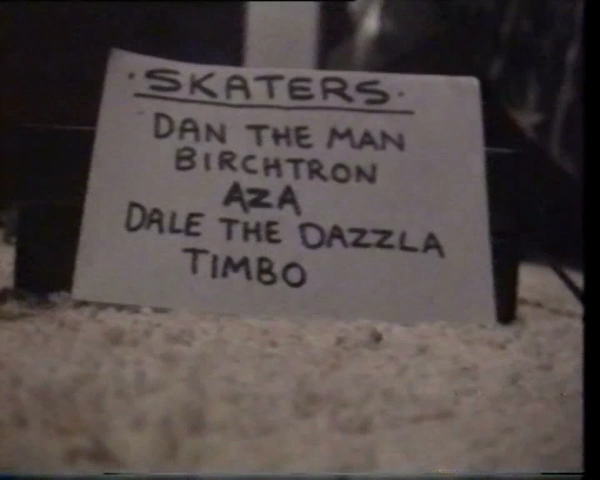 ·SKATERS·
DAN THE MAN
BIRCHTRON
AZA
DALE THE DAZZLA
TIMBO